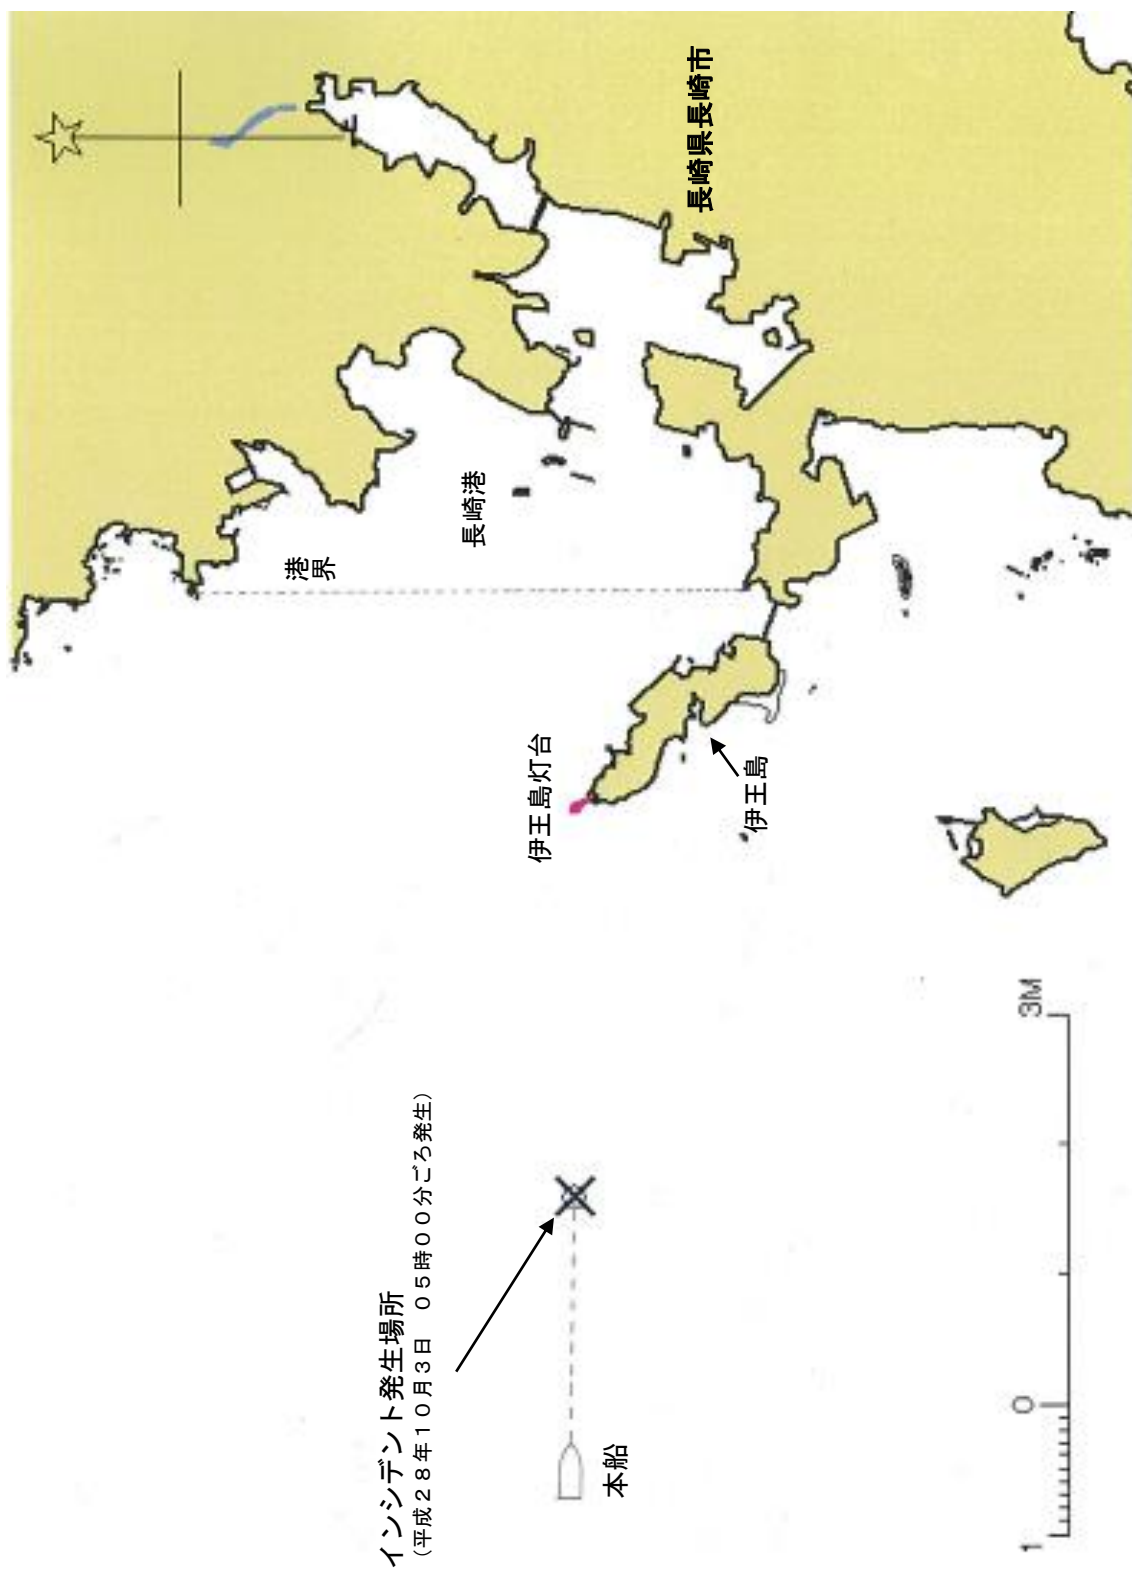 インシデント発生場所
(平成28年10月3日 05時00分ごろ発生)
本船
伊王島灯台
伊王島
港界
長崎港
長崎県長崎市
1
0
3M